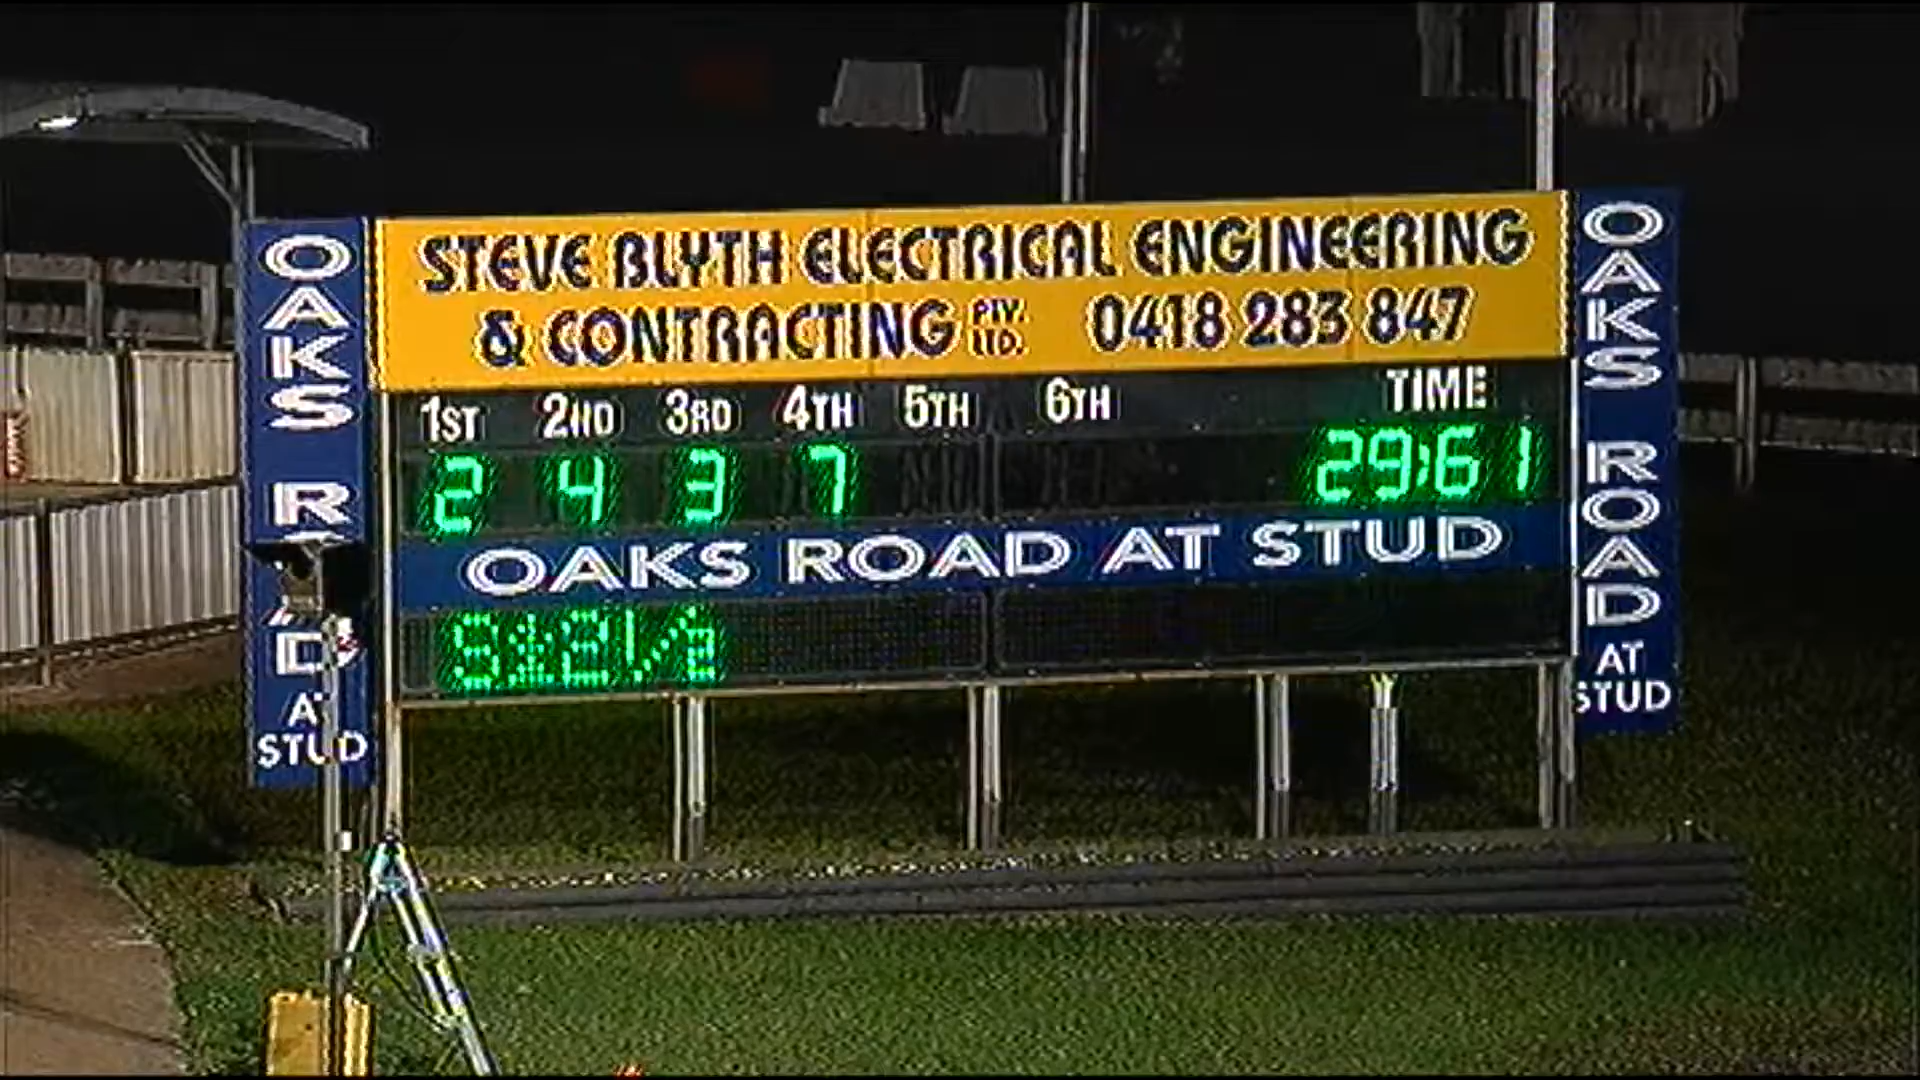 STEVE BLYTH ELECTRICAL ENGINEERING
& CONTRACTING PTY. LTD. 0418 283 847
1ST 2ND 3RD 4TH 5TH 6TH TIME
2 4 3 7 29:61
OAKS ROAD AT STUD
OAKS ROAD AT STUD
OAKS ROAD AT STUD